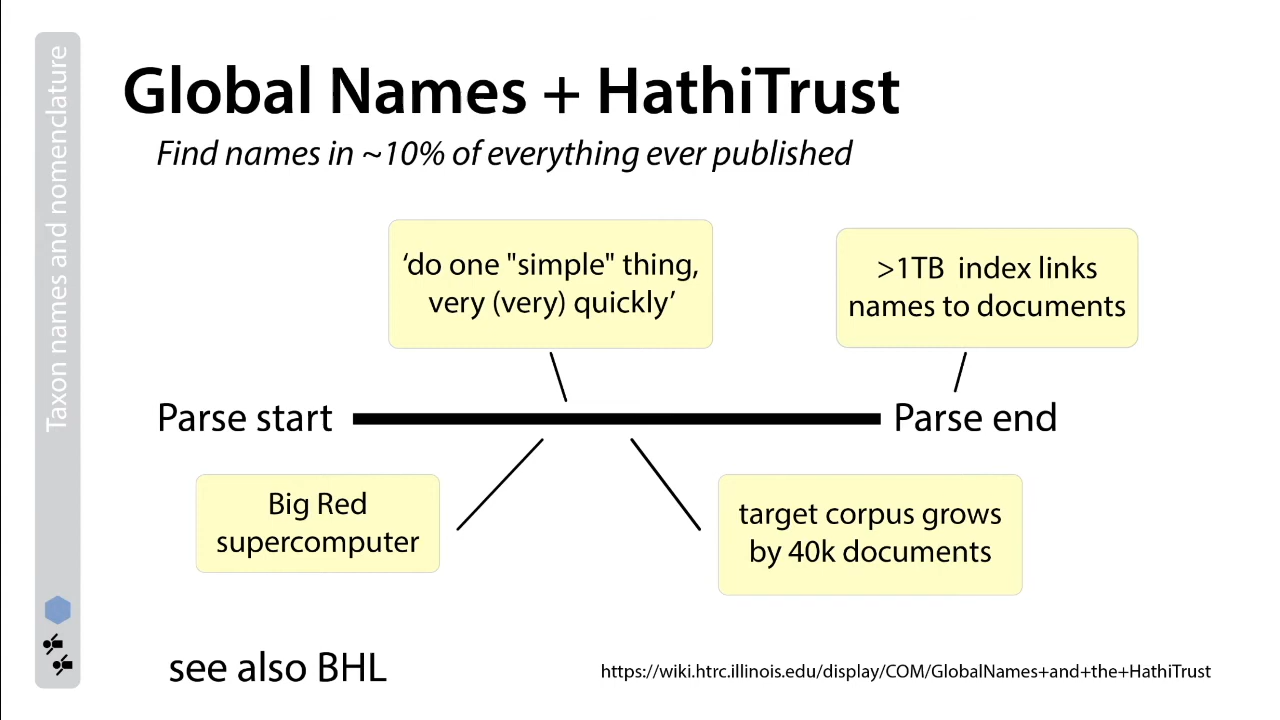 Taxon names and nomenclature
Global Names + HathiTrust
Find names in ~10% of everything ever published
‘do one "simple" thing,
very (very) quickly’
>1TB  index links
names to documents
Parse start
Parse end
Big Red
supercomputer
target corpus grows
by 40k documents
see also BHL
https://wiki.htrc.illinois.edu/display/COM/GlobalNames+and+the+HathiTrust